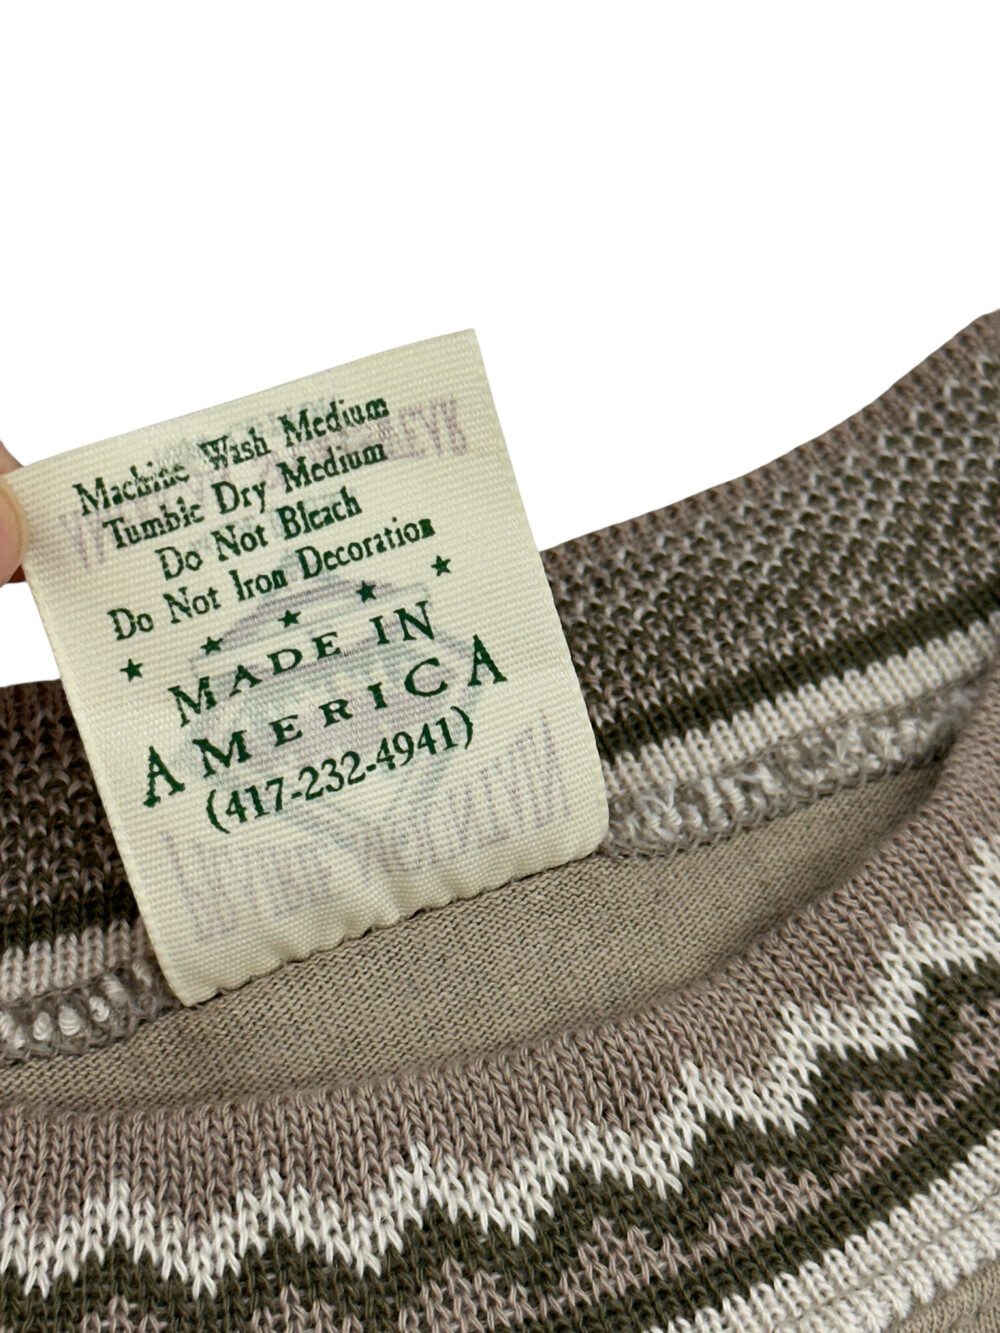 Machine Wash Medium
Tumble Dry Medium
Do Not Bleach
Do Not Iron Decoration
MADE IN
AMERICA
(417-232-4941)